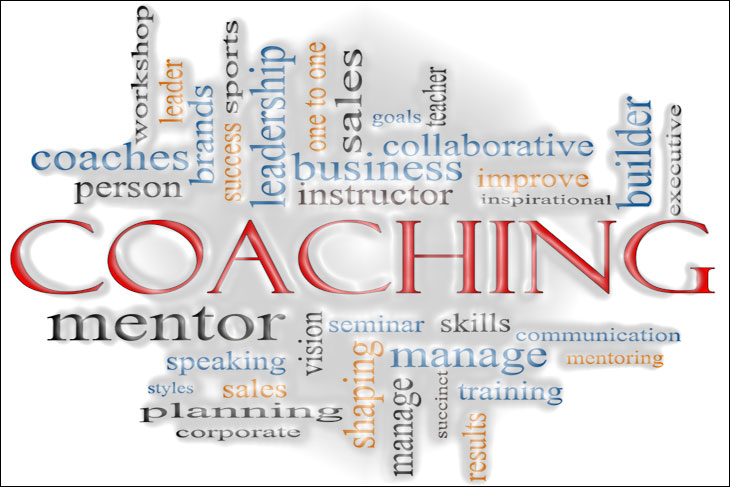 workshop
leader
brands
sports
success
leadership
one to one
sales
goals
teacher
collaborative
builder
executive
coaches
business
improve
person
instructor
inspirational
COACHING
mentor
vision
seminar
skills
communication
speaking
manage
mentoring
styles
sales
shaping
manage
succinct
training
planning
corporate
results